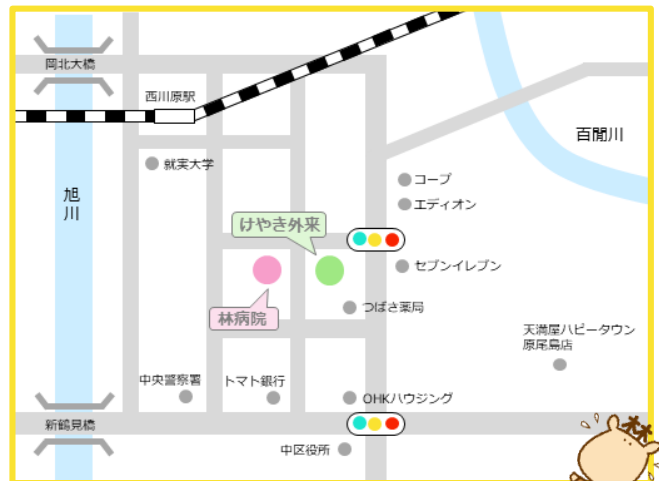 岡北大橋
西川原駅
百間川
就実大学
コープ
旭川
エディオン
けやき外来
セブンイレブン
林病院
つばさ薬局
天満屋ハピータウン
原尾島店
中央警察署
トマト銀行
OHKハウジング
新鶴見橋
中区役所
林